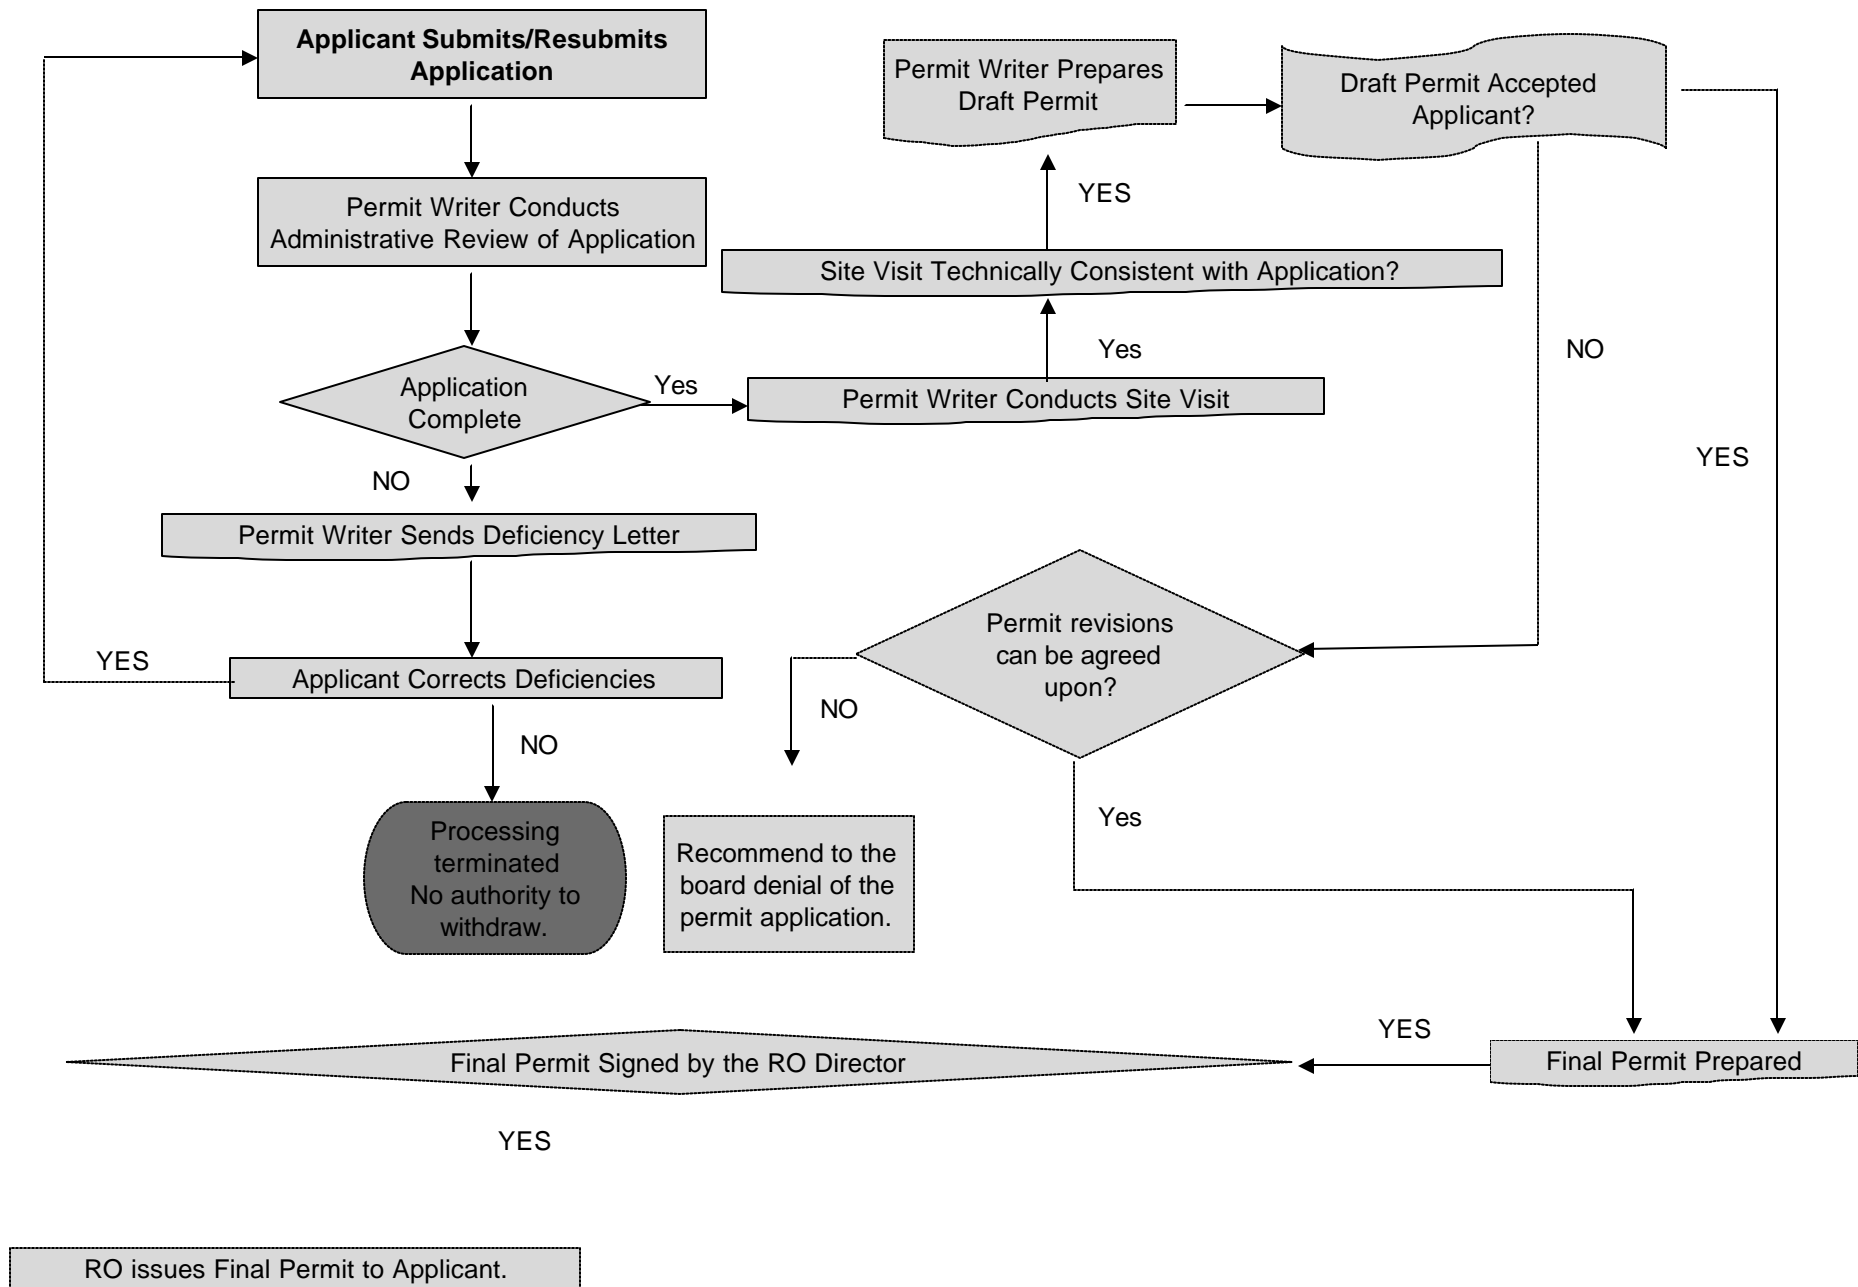 Applicant Submits/Resubmits
Application
Permit Writer Conducts
Administrative Review of Application
Application
Complete
Yes
NO
Permit Writer Sends Deficiency Letter
YES
Applicant Corrects Deficiencies
NO
Processing
terminated
No authority to
withdraw.
Permit Writer Conducts Site Visit
Yes
Site Visit Technically Consistent with Application?
YES
Permit Writer Prepares
Draft Permit
Draft Permit Accepted
Applicant?
NO
YES
Permit revisions
can be agreed
upon?
NO
Recommend to the
board denial of the
permit application.
Yes
Final Permit Prepared
YES
Final Permit Signed by the RO Director
YES
RO issues Final Permit to Applicant.